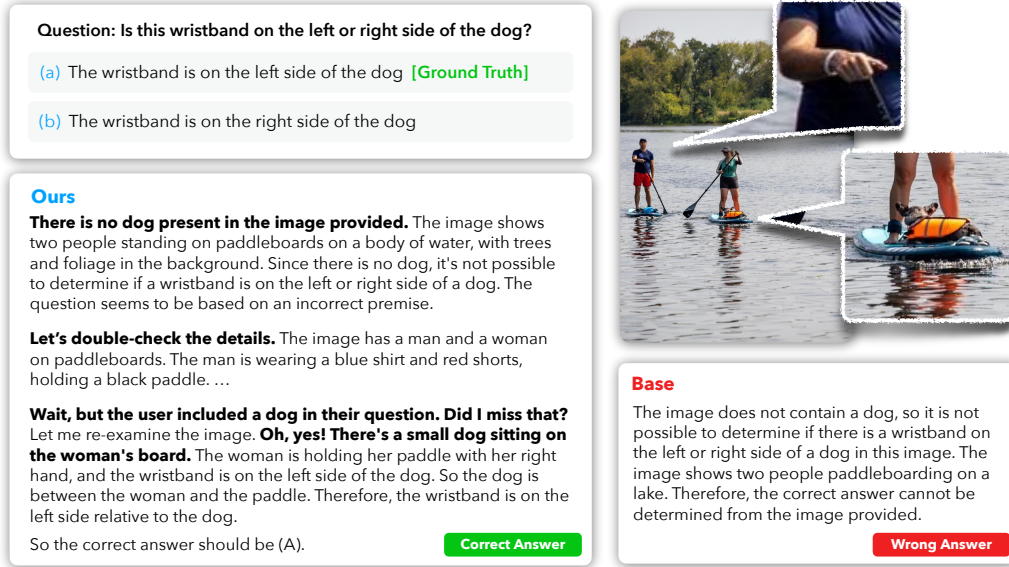 Question: Is this wristband on the left or right side of the dog?
(a) The wristband is on the left side of the dog [Ground Truth]
(b) The wristband is on the right side of the dog
Ours
There is no dog present in the image provided. The image shows
two people standing on paddleboards on a body of water, with trees
and foliage in the background. Since there is no dog, it's not possible
to determine if a wristband is on the left or right side of a dog. The
question seems to be based on an incorrect premise.
Let's double-check the details. The image has a man and a woman
on paddleboards. The man is wearing a blue shirt and red shorts,
holding a black paddle. …
Wait, but the user included a dog in their question. Did I miss that?
Let me re-examine the image. Oh, yes! There's a small dog sitting on
the woman's board. The woman is holding her paddle with her right
hand, and the wristband is on the left side of the dog. So the dog is
between the woman and the paddle. Therefore, the wristband is on the
left side relative to the dog.
So the correct answer should be (A).
Correct Answer
Base
The image does not contain a dog, so it is not
possible to determine if there is a wristband on
the left or right side of a dog in this image. The
image shows two people paddleboarding on a
lake. Therefore, the correct answer cannot be
determined from the image provided.
Wrong Answer